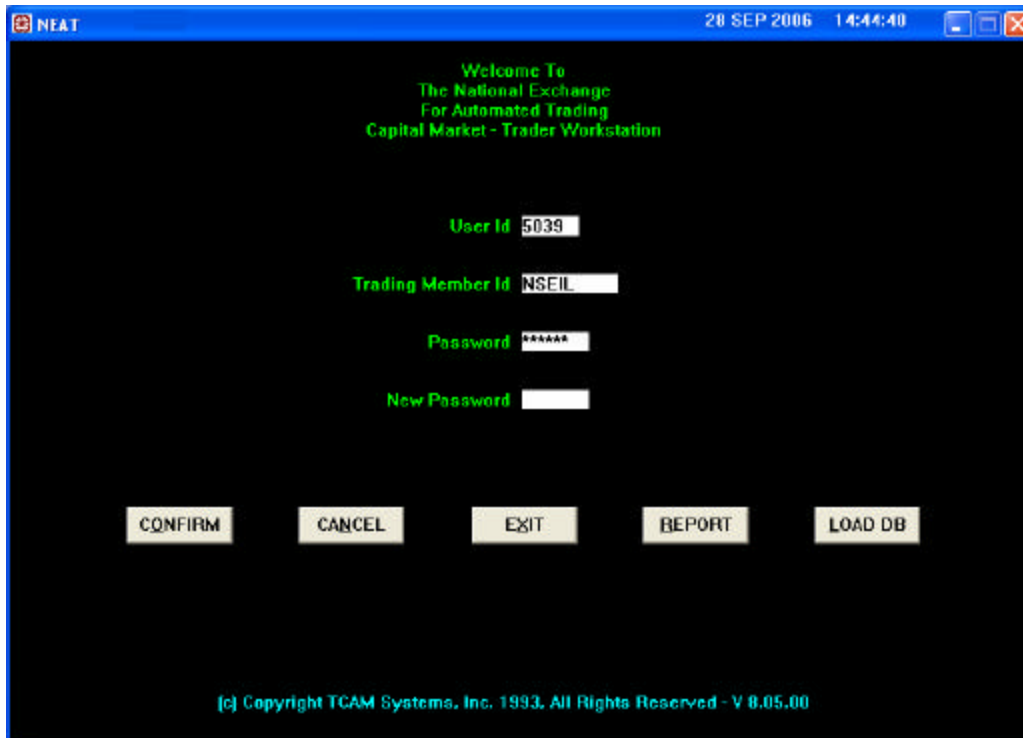 NEAT 28 SEP 2006 14:44:40
Welcome To
The National Exchange
For Automated Trading
Capital Market - Trader Workstation
User Id 5039
Trading Member Id NSEIL
Password ******
New Password
CONFIRM CANCEL EXIT REPORT LOAD DB
(c) Copyright TCAM Systems, Inc. 1993, All Rights Reserved - V 8.05.00